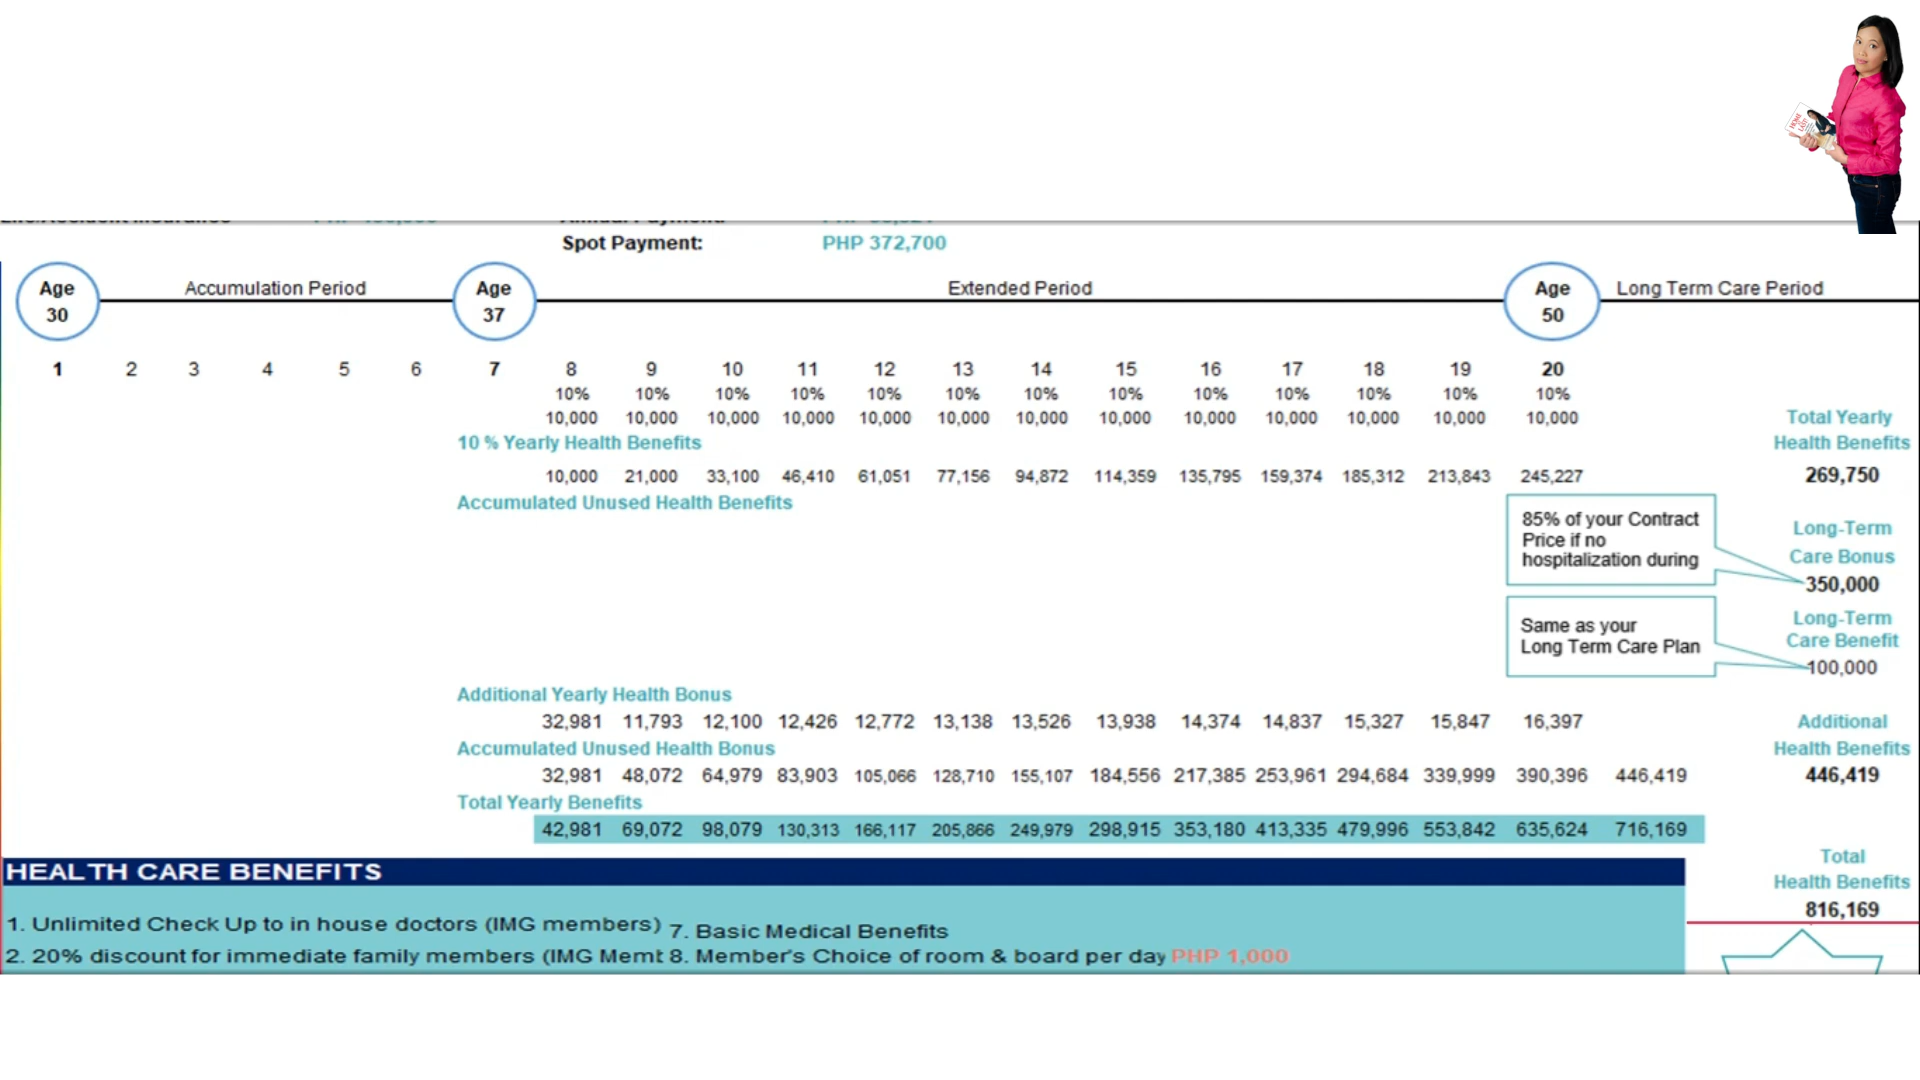 Spot Payment: PHP 372,700
Age 30 Accumulation Period Age 37 Extended Period Age 50 Long Term Care Period
1 2 3 4 5 6 7 8 9 10 11 12 13 14 15 16 17 18 19 20
10% 10% 10% 10% 10% 10% 10% 10% 10% 10% 10% 10% 10%
10,000 10,000 10,000 10,000 10,000 10,000 10,000 10,000 10,000 10,000 10,000 10,000 10,000
Total Yearly
Health Benefits
269,750
10 % Yearly Health Benefits
10,000 21,000 33,100 46,410 61,051 77,156 94,872 114,359 135,795 159,374 185,312 213,843 245,227
Accumulated Unused Health Benefits
85% of your Contract
Price if no
hospitalization during
Long-Term
Care Bonus
350,000
Same as your
Long Term Care Plan
Long-Term
Care Benefit
100,000
Additional Yearly Health Bonus
32,981 11,793 12,100 12,426 12,772 13,138 13,526 13,938 14,374 14,837 15,327 15,847 16,397
Accumulated Unused Health Bonus
32,981 48,072 64,979 83,903 105,066 128,710 155,107 184,556 217,385 253,961 294,684 339,999 390,396 446,419
Additional
Health Benefits
446,419
Total Yearly Benefits
42,981 69,072 98,079 130,313 166,117 205,866 249,979 298,915 353,180 413,335 479,996 553,842 635,624 716,169
Total
Health Benefits
816,169
HEALTH CARE BENEFITS
1. Unlimited Check Up to in house doctors (IMG members)
7. Basic Medical Benefits
2. 20% discount for immediate family members (IMG
8. Member's Choice of room & board per day PHP 1,000